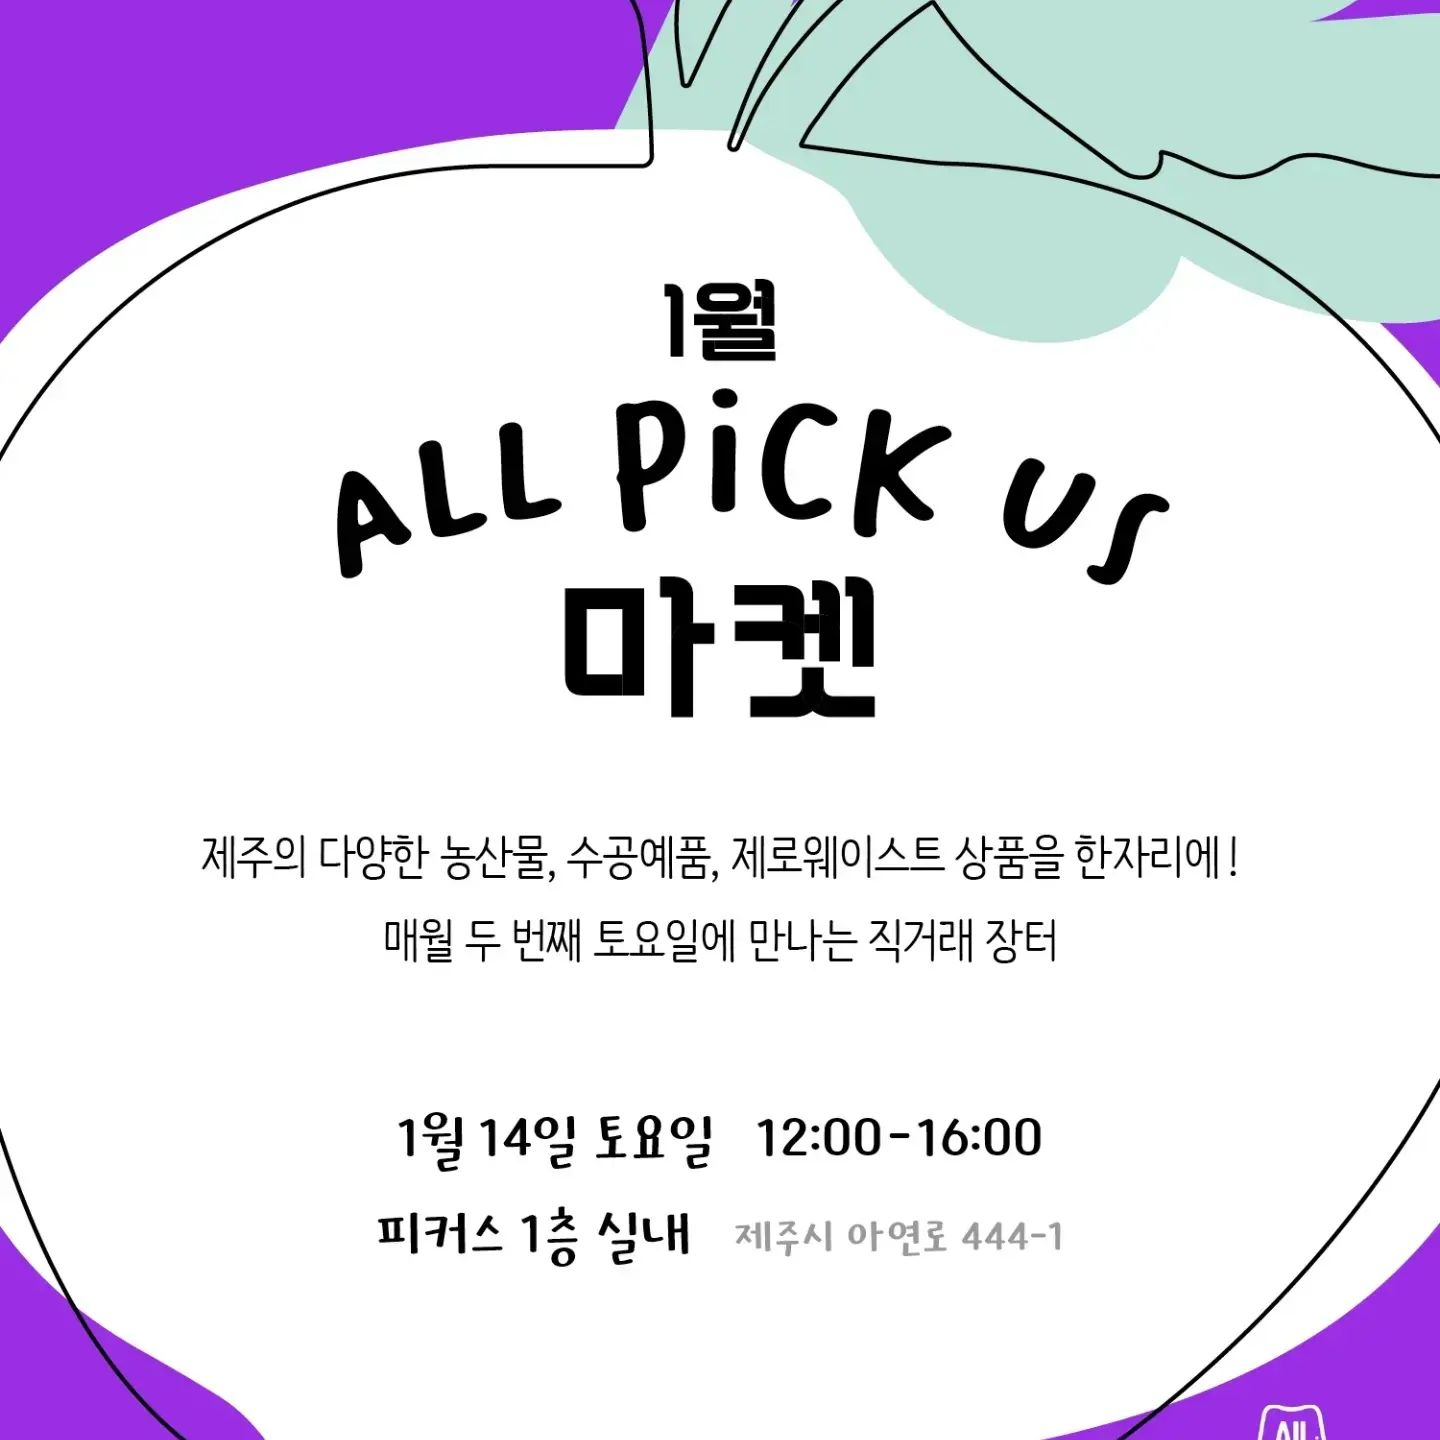 1월
ALL PiCK US
마켓
제주의 다양한 농산물, 수공예품, 제로웨이스트 상품을 한자리에!
매월 두 번째 토요일에 만나는 직거래 장터
1월 14일 토요일 12:00-16:00
피커스 1층 실내 제주시 아연로 444-1
All